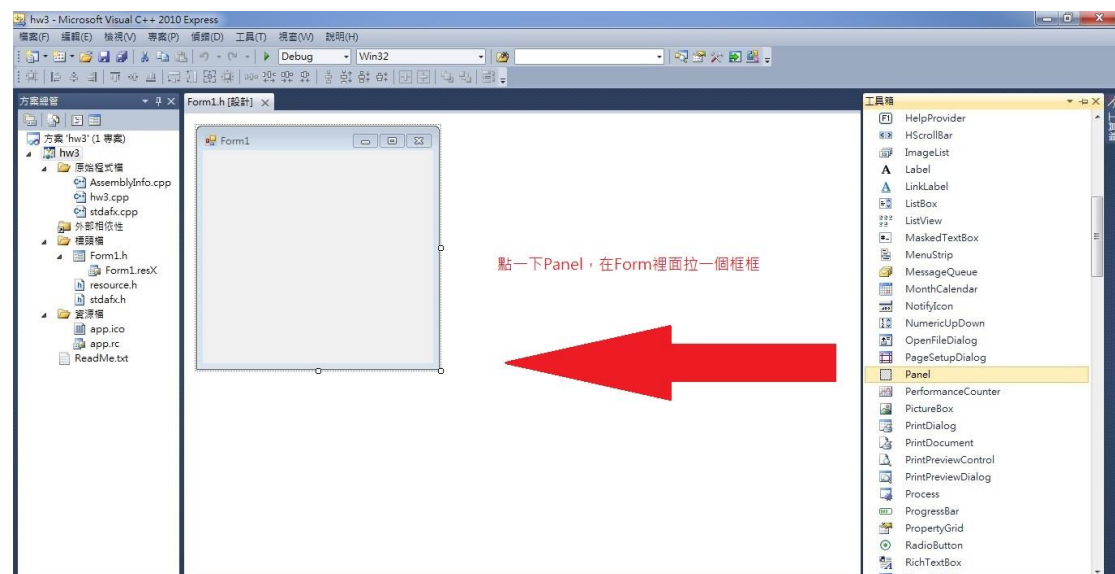 hw3 - Microsoft Visual C++ 2010 Express
檔案(F) 編輯(E) 檢視(V) 專案(P) 偵錯(D) 工具(T) 視窗(W) 說明(H)
Debug Win32
方案總管
方案 'hw3' (1 專案)
hw3
原始程式檔
AssemblyInfo.cpp
hw3.cpp
stdafx.cpp
外部相依性
標頭檔
Form1.h
Form1.resX
resource.h
stdafx.h
資源檔
app.ico
app.rc
ReadMe.txt
Form1.h [設計]
Form1
點一下Panel，在Form裡面拉一個框框
工具箱
HelpProvider
HScrollBar
ImageList
Label
LinkLabel
ListBox
ListView
MaskedTextBox
MenuStrip
MessageQueue
MonthCalendar
NotifyIcon
NumericUpDown
OpenFileDialog
PageSetupDialog
Panel
PerformanceCounter
PictureBox
PrintDialog
PrintDocument
PrintPreviewControl
PrintPreviewDialog
Process
ProgressBar
PropertyGrid
RadioButton
RichTextBox